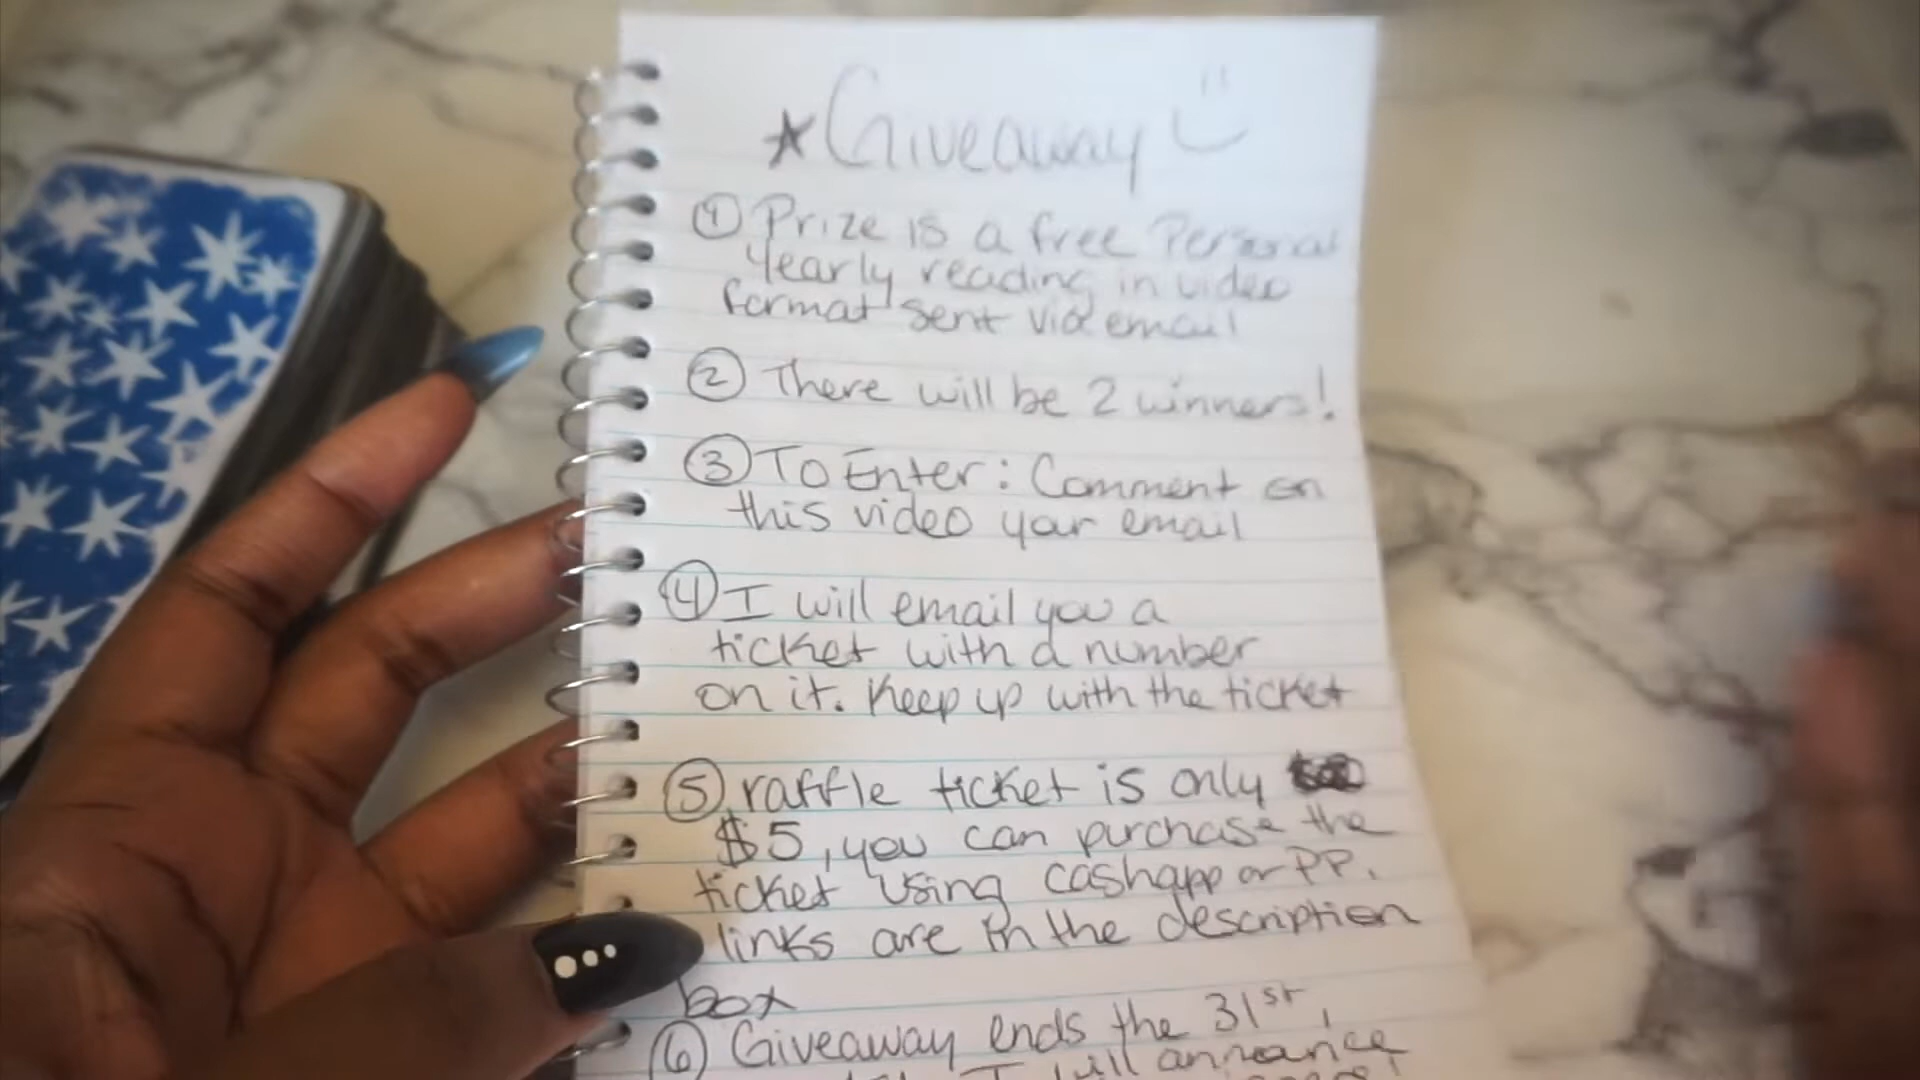 ★Giveaway
① Prize is a free Personal
Yearly reading in video
format sent via email
② There will be 2 winners!
③ To Enter: Comment on
this video your email
④ I will email you a
ticket with a number
on it. Keep up with the ticket
⑤ raffle ticket is only
$5, you can purchase the
ticket using cashapp or PP.
links are in the description
box
⑥ Giveaway ends the 31st,
I will announce